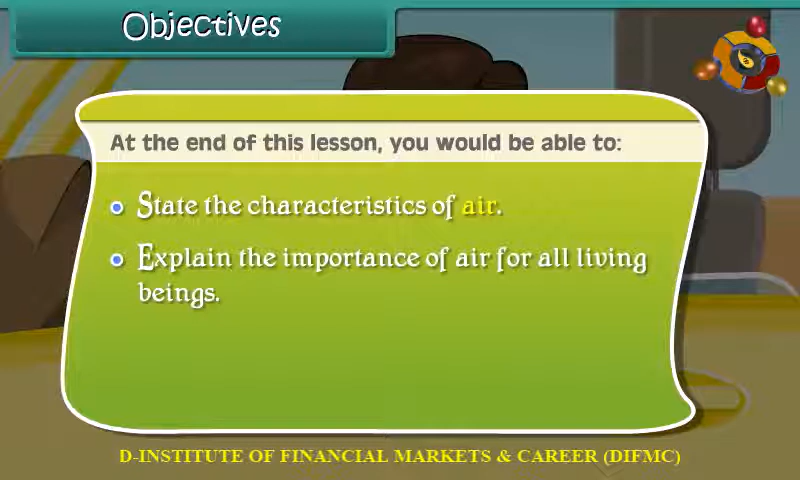 Objectives
At the end of this lesson, you would be able to:
State the characteristics of air.
Explain the importance of air for all living
beings.
D-INSTITUTE OF FINANCIAL MARKETS & CAREER (DIFMC)